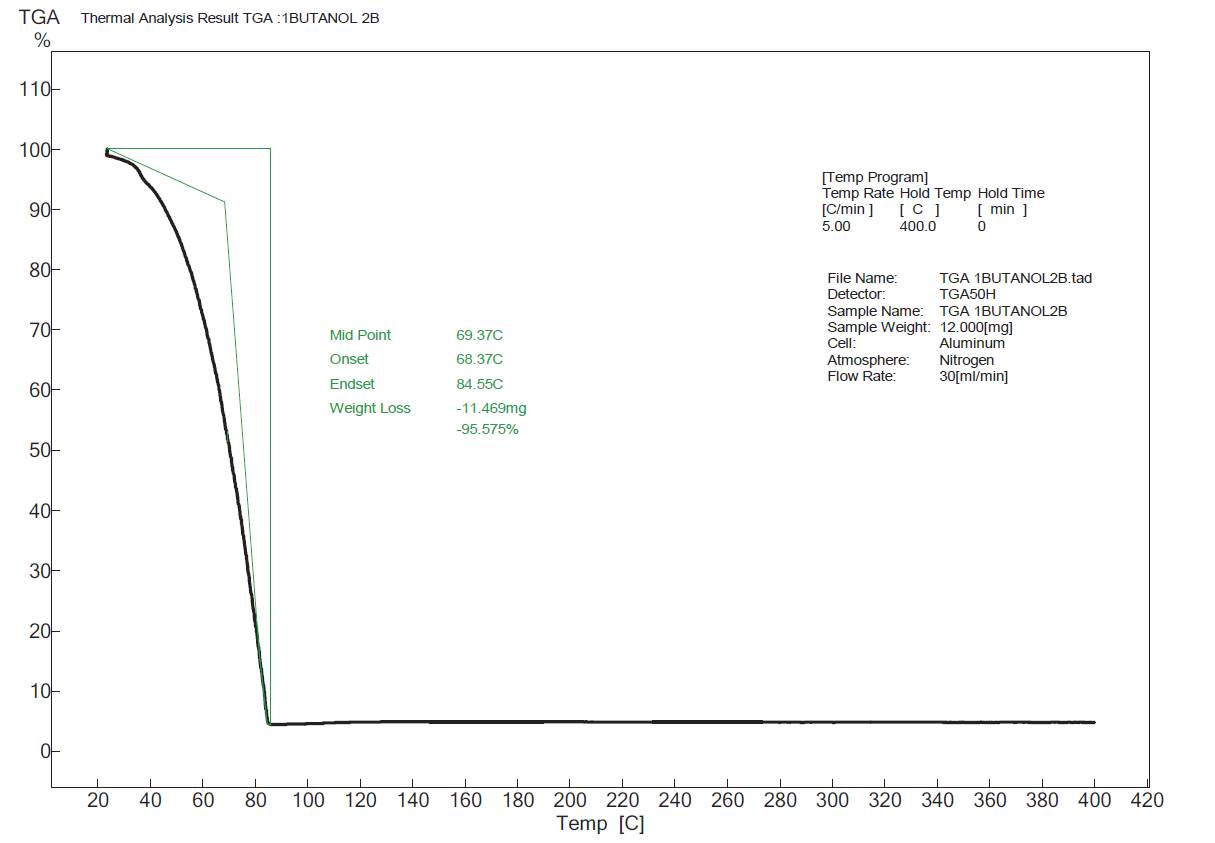 TGA Thermal Analysis Result TGA :1BUTANOL 2B
%
110
100
90
80
70
60
50
40
30
20
10
0
[Temp Program]
Temp Rate Hold Temp Hold Time
[C/min ] [ C ] [ min ]
5.00 400.0 0
File Name: TGA 1BUTANOL2B.tad
Detector: TGA50H
Sample Name: TGA 1BUTANOL2B
Sample Weight: 12.000[mg]
Cell: Aluminum
Atmosphere: Nitrogen
Flow Rate: 30[ml/min]
Mid Point 69.37C
Onset 68.37C
Endset 84.55C
Weight Loss -11.469mg
-95.575%
20 40 60 80 100 120 140 160 180 200 220 240 260 280 300 320 340 360 380 400 420
Temp [C]